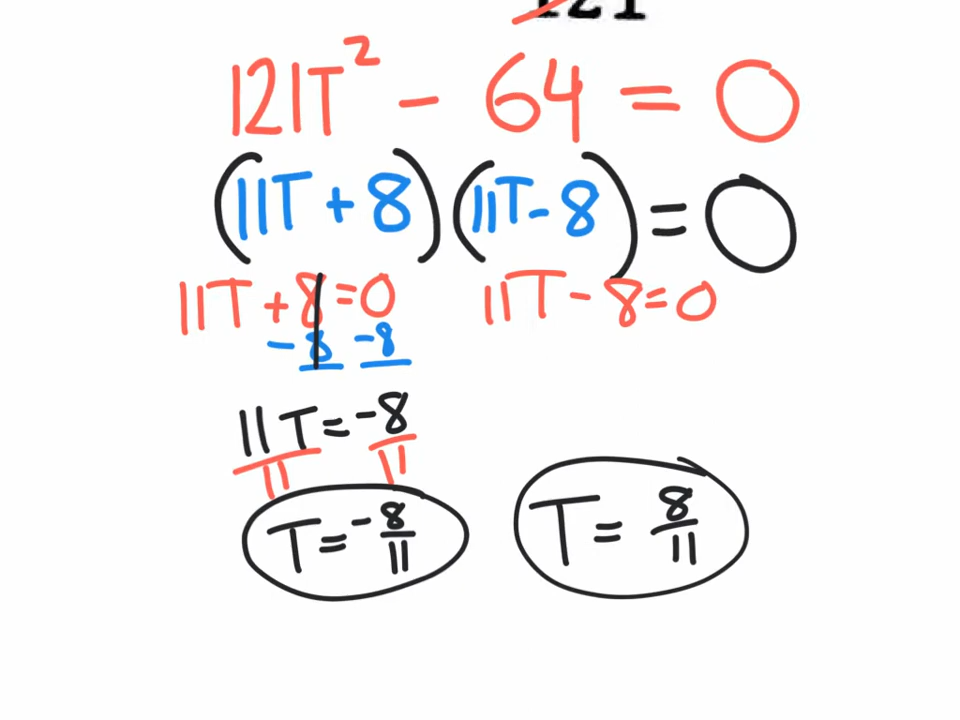 121
121T² - 64 = 0
(11T + 8)(11T - 8) = 0
11T + 8 = 0 11T - 8 = 0
- 8 - 8
11T = -8
11 11
T = -8/11 T = 8/11